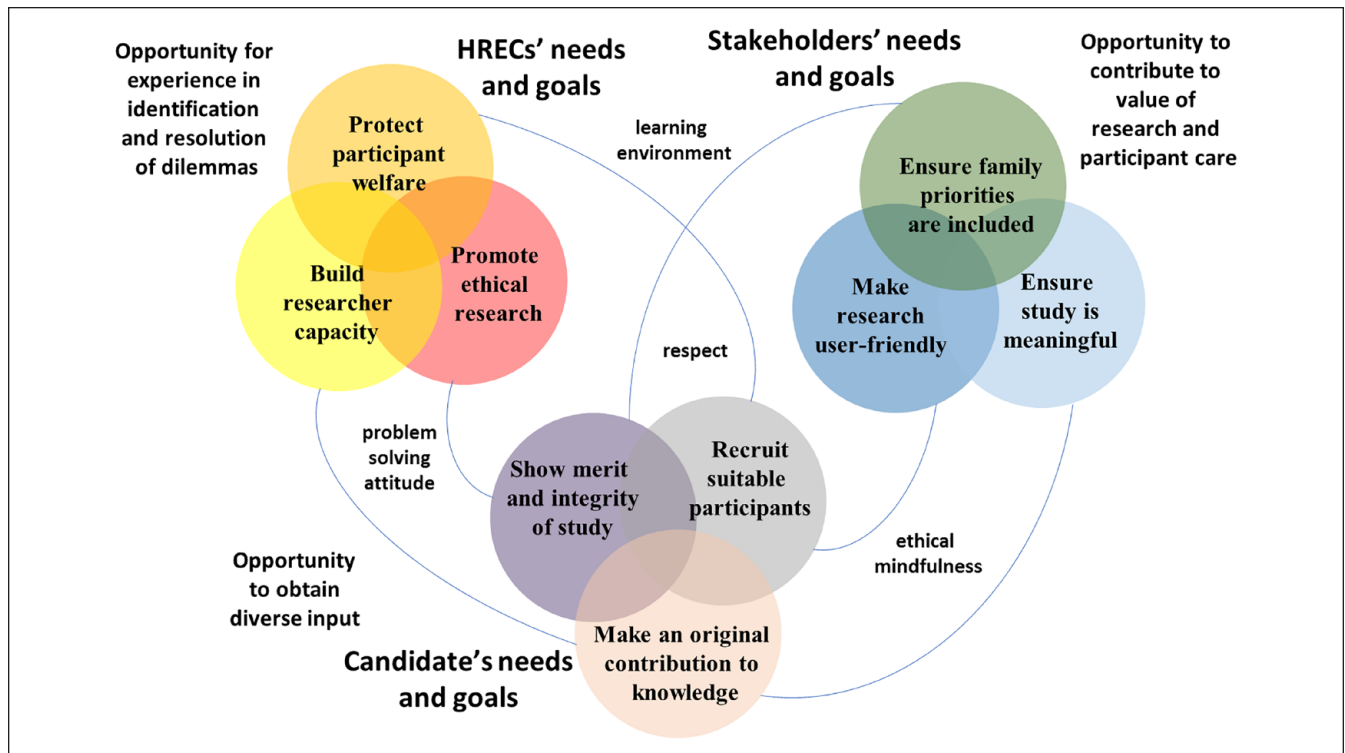 Opportunity for
experience in
identification
and resolution
of dilemmas
HRECs’ needs
and goals
Protect
participant
welfare
Build
researcher
capacity
Promote
ethical
research
Stakeholders’ needs
and goals
Opportunity to
contribute to
value of
research and
participant care
Ensure family
priorities
are included
Make
research
user-friendly
Ensure
study is
meaningful
learning
environment
respect
problem
solving
attitude
ethical
mindfulness
Show merit
and integrity
of study
Recruit
suitable
participants
Make an original
contribution to
knowledge
Opportunity
to obtain
diverse input
Candidate’s needs
and goals